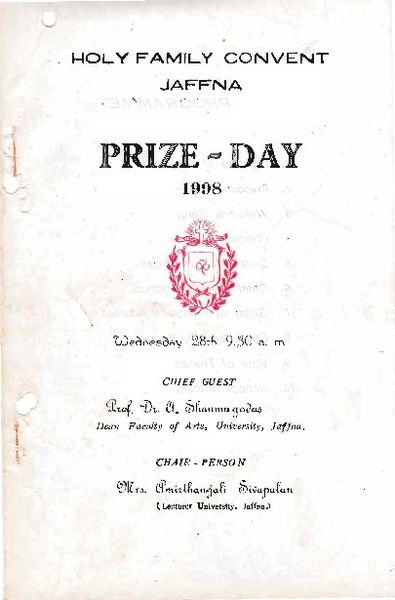 HOLY FAMILY CONVENT
JAFFNA
PRIZE - DAY
1998
Wednesday 28th 9.30 a. m
CHIEF GUEST
Prof. Dr. A. Shanmugadas
Dean Faculty of Arts, University, Jaffna.
CHAIR - PERSON
Mrs. Amirthanjali Sivapalan
(Lecturer University. Jaffna.)